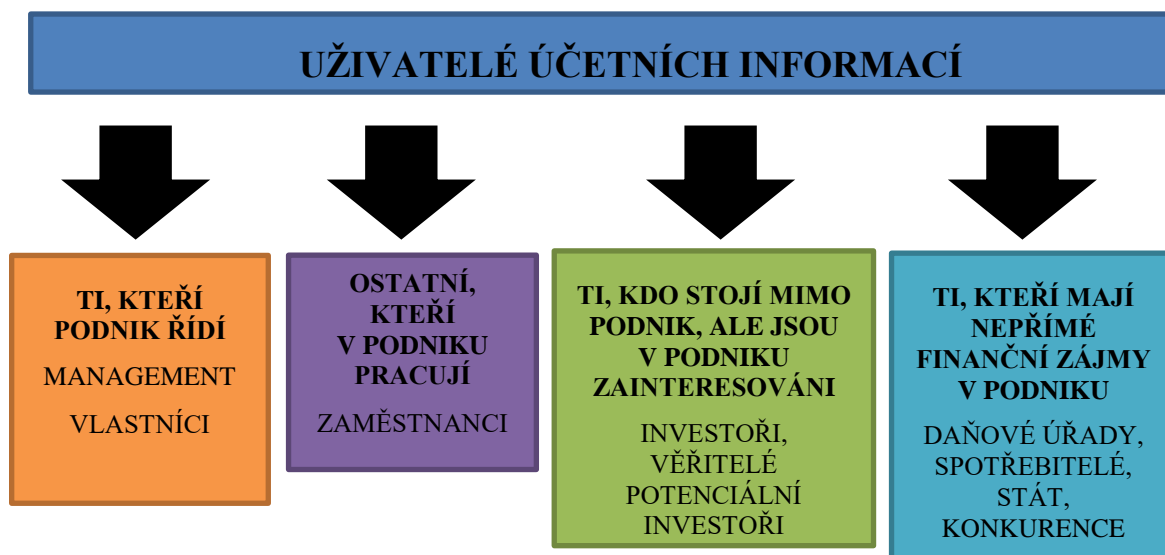 UŽIVATELÉ ÚČETNÍCH INFORMACÍ
TI, KTEŘÍ
PODNIK ŘÍDÍ
MANAGEMENT
VLASTNÍCI
OSTATNÍ,
KTEŘÍ
V PODNIKU
PRACUJÍ
ZAMĚSTNANCI
TI, KDO STOJÍ MIMO
PODNIK, ALE JSOU
V PODNIKU
ZAINTERESOVÁNI
INVESTOŘI,
VĚŘITELÉ
POTENCIÁLNÍ
INVESTOŘI
TI, KTEŘÍ MAJÍ
NEPŘÍMÉ
FINANČNÍ ZÁJMY
V PODNIKU
DAŇOVÉ ÚŘADY,
SPOTŘEBITELÉ,
STÁT,
KONKURENCE